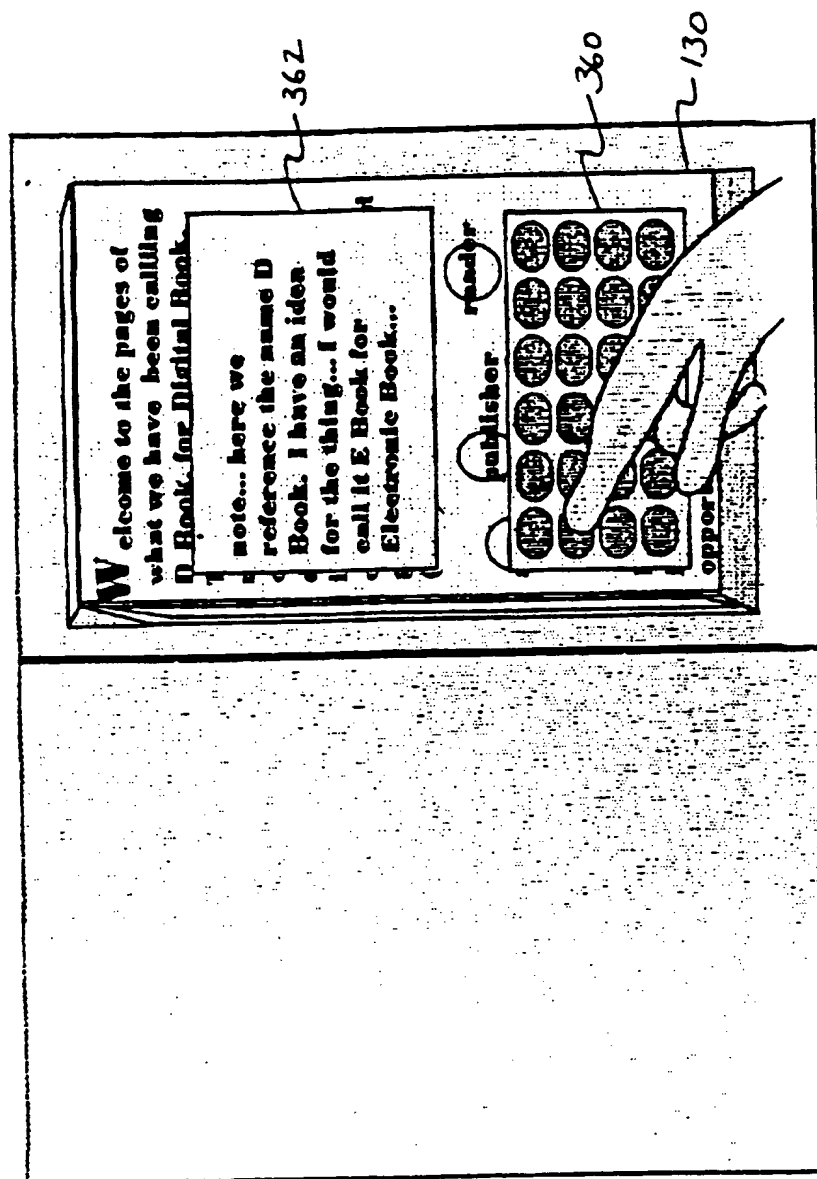 Welcome to the pages of
what we have been callling
D Book, for Digital Book.
note... here we
reference the name D
Book. I have an idea
for the thing... I would
call it E Book for
Electronic Book...
publisher
reader
oppor
362
360
130